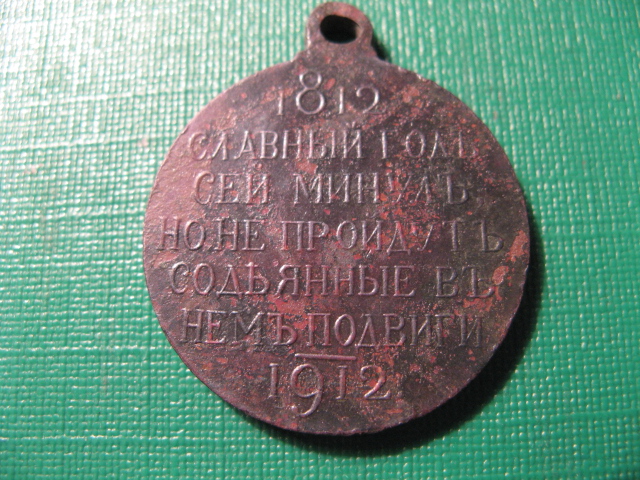 1812
СЛАВНЫЙ ГОДЪ
СЕЙ МИНУЛЪ
НО НЕ ПРОЙДУТЪ
СОДѢЯННЫЕ ВЪ
НЕМЪ ПОДВИГИ
1912